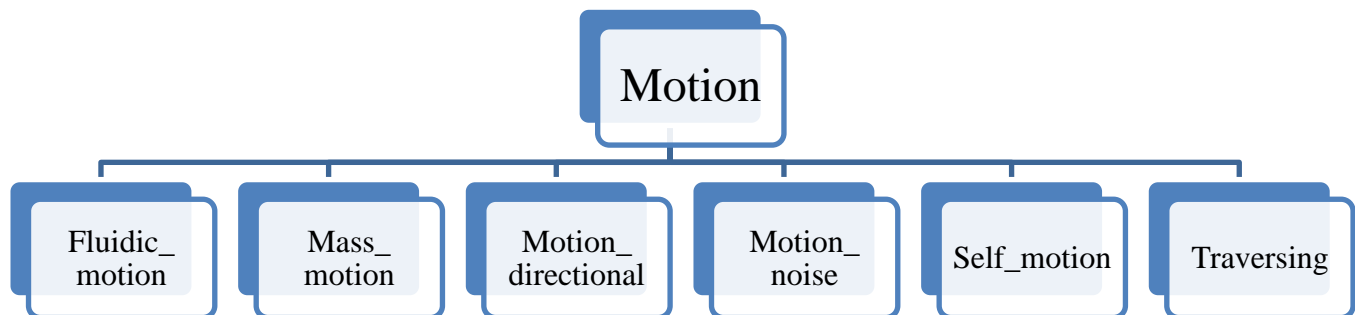 Motion
Fluidic_
motion
Mass_
motion
Motion_
directional
Motion_
noise
Self_motion
Traversing